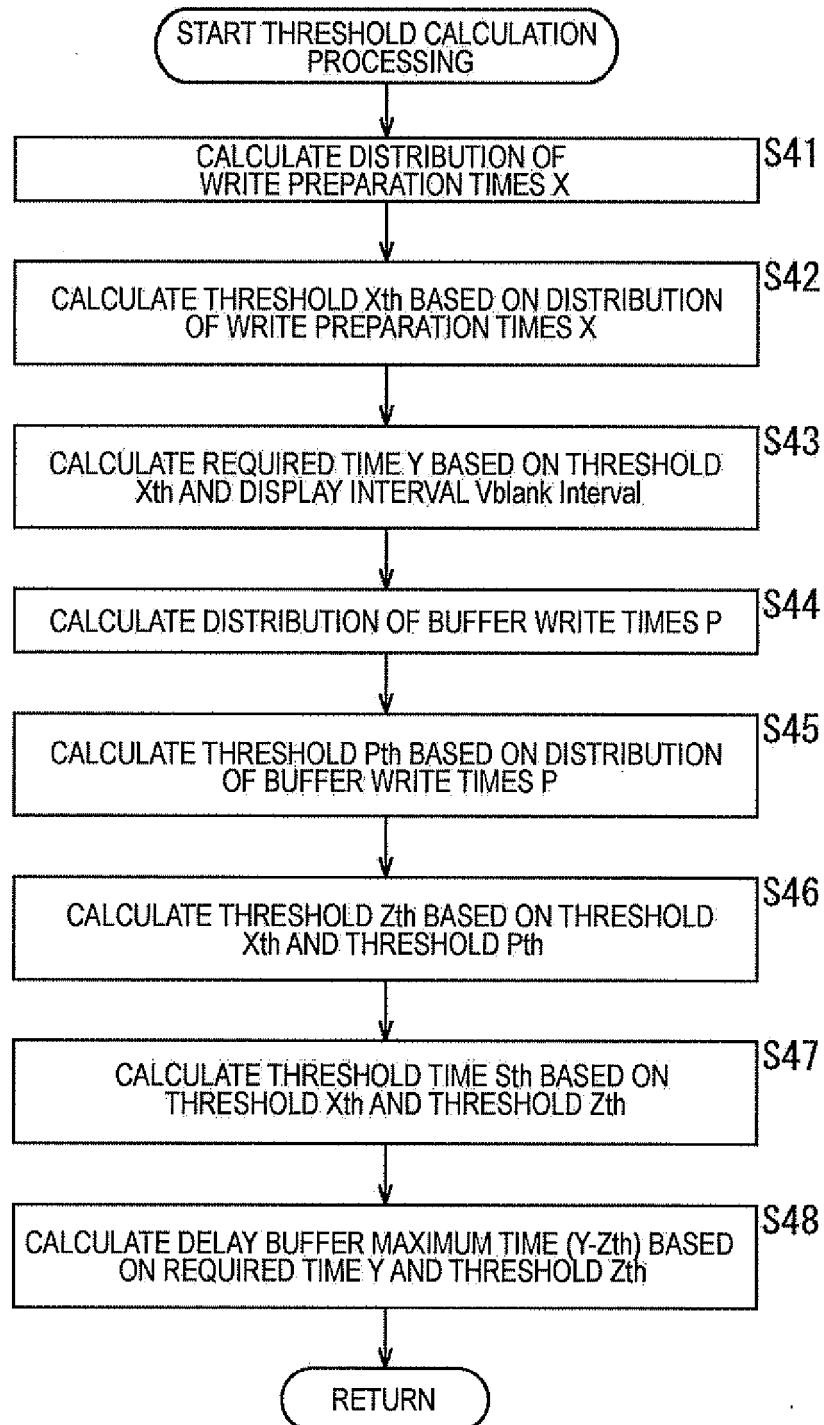 START THRESHOLD CALCULATION
PROCESSING
CALCULATE DISTRIBUTION OF
WRITE PREPARATION TIMES X
S41
CALCULATE THRESHOLD Xth BASED ON DISTRIBUTION
OF WRITE PREPARATION TIMES X
S42
CALCULATE REQUIRED TIME Y BASED ON THRESHOLD
Xth AND DISPLAY INTERVAL Vblank Interval
S43
CALCULATE DISTRIBUTION OF BUFFER WRITE TIMES P
S44
CALCULATE THRESHOLD Pth BASED ON DISTRIBUTION
OF BUFFER WRITE TIMES P
S45
CALCULATE THRESHOLD Zth BASED ON THRESHOLD
Xth AND THRESHOLD Pth
S46
CALCULATE THRESHOLD TIME Sth BASED ON
THRESHOLD Xth AND THRESHOLD Zth
S47
CALCULATE DELAY BUFFER MAXIMUM TIME (Y-Zth) BASED
ON REQUIRED TIME Y AND THRESHOLD Zth
S48
RETURN